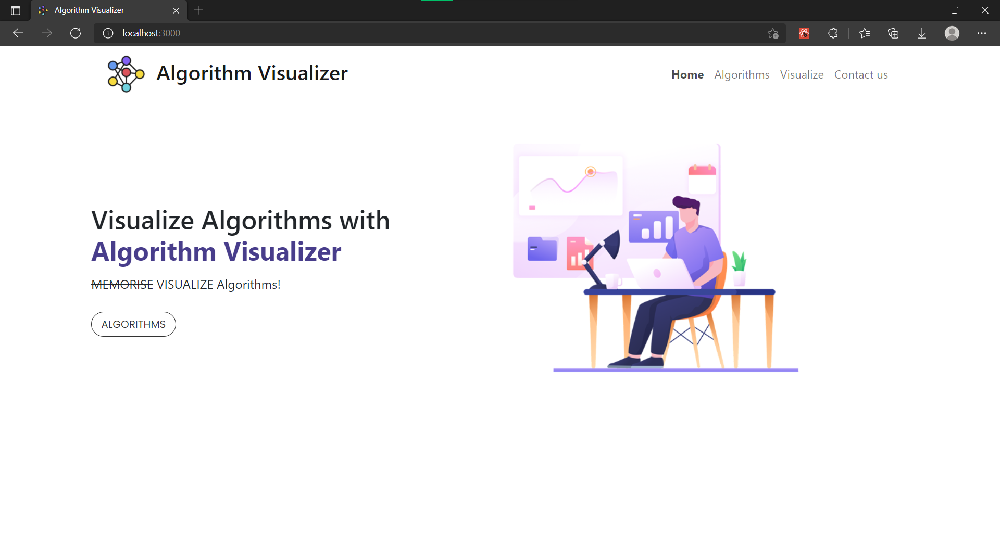 Algorithm Visualizer
localhost:3000
Algorithm Visualizer
Home Algorithms Visualize Contact us
Visualize Algorithms with
Algorithm Visualizer
MEMORISE VISUALIZE Algorithms!
ALGORITHMS